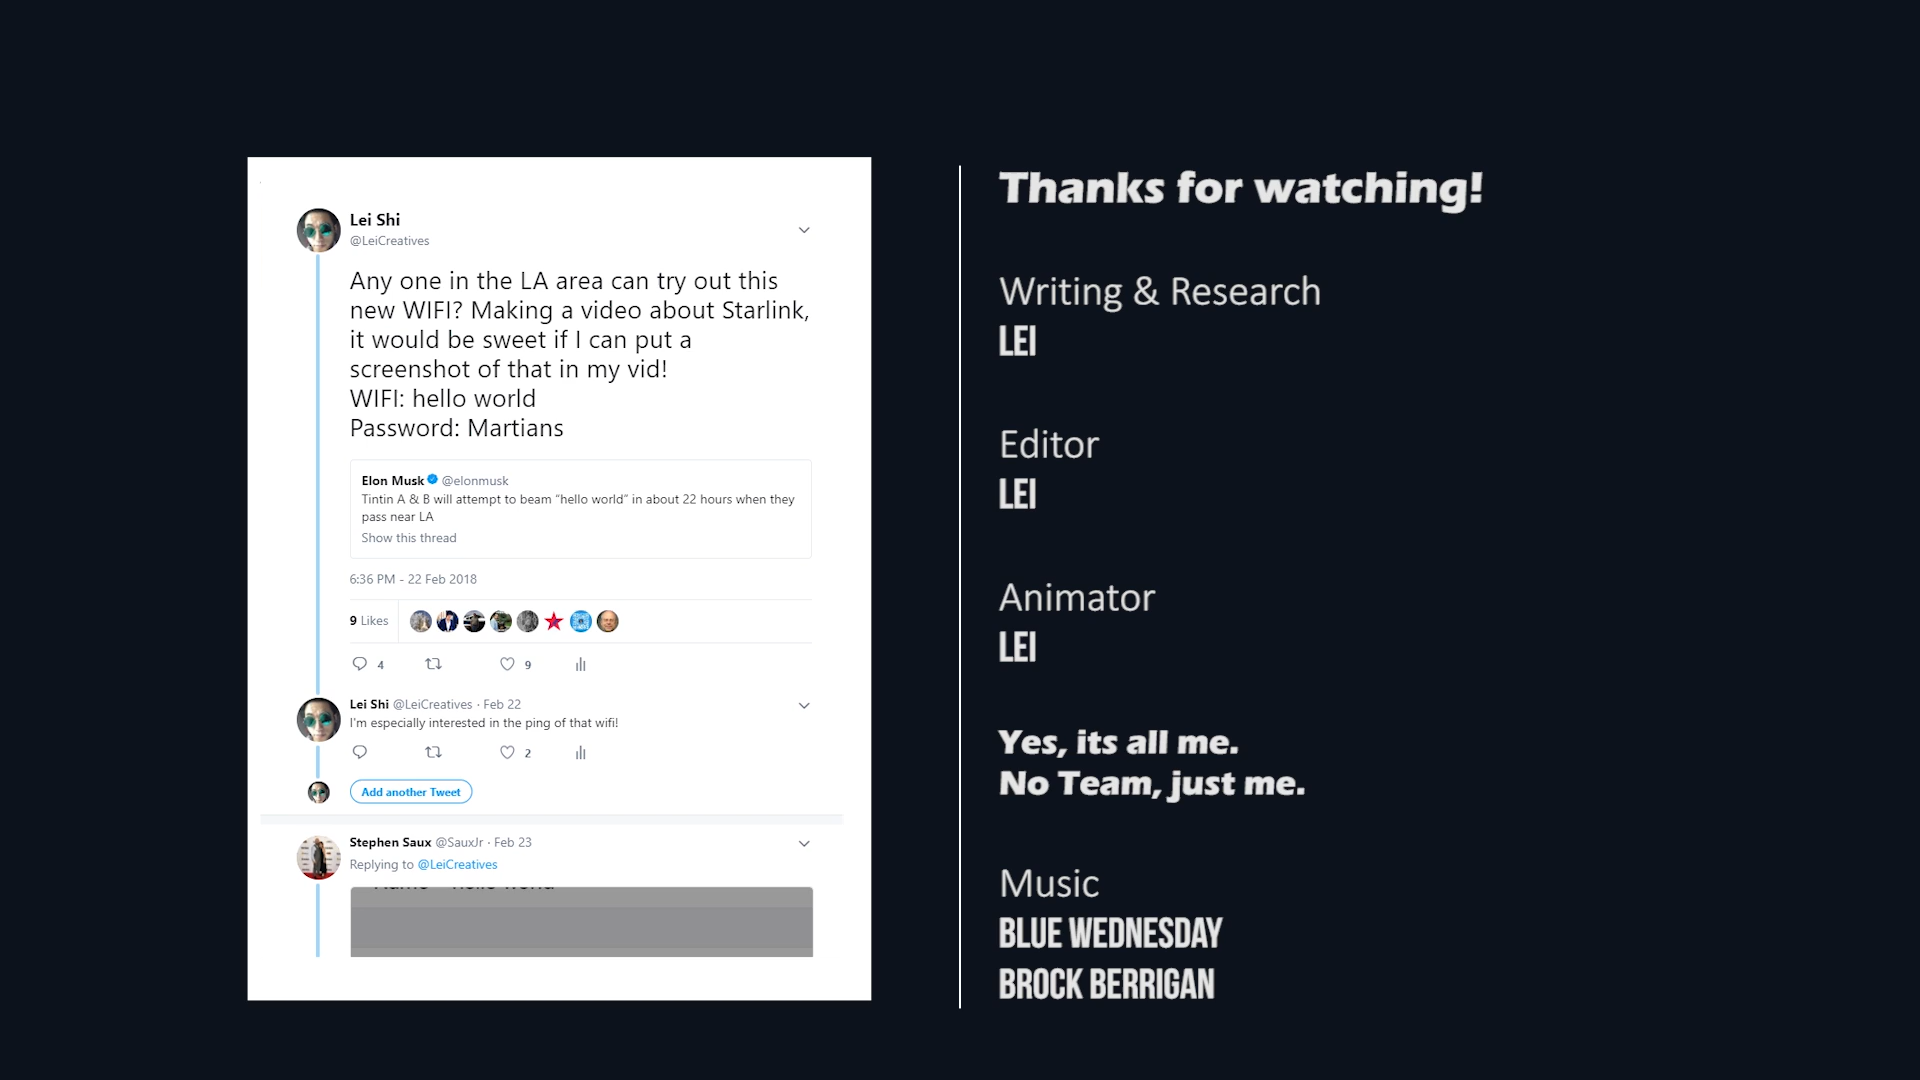 Lei Shi
@LeiCreatives
Any one in the LA area can try out this
new WIFI? Making a video about Starlink,
it would be sweet if I can put a
screenshot of that in my vid!
WIFI: hello world
Password: Martians
Elon Musk @elonmusk
Tintin A & B will attempt to beam “hello world” in about 22 hours when they
pass near LA
Show this thread
6:36 PM - 22 Feb 2018
9 Likes
4
9
Lei Shi @LeiCreatives · Feb 22
I'm especially interested in the ping of that wifi!
2
Add another Tweet
Stephen Saux @SauxJr · Feb 23
Replying to @LeiCreatives
Thanks for watching!
Writing & Research
LEI
Editor
LEI
Animator
LEI
Yes, its all me.
No Team, just me.
Music
BLUE WEDNESDAY
BROCK BERRIGAN